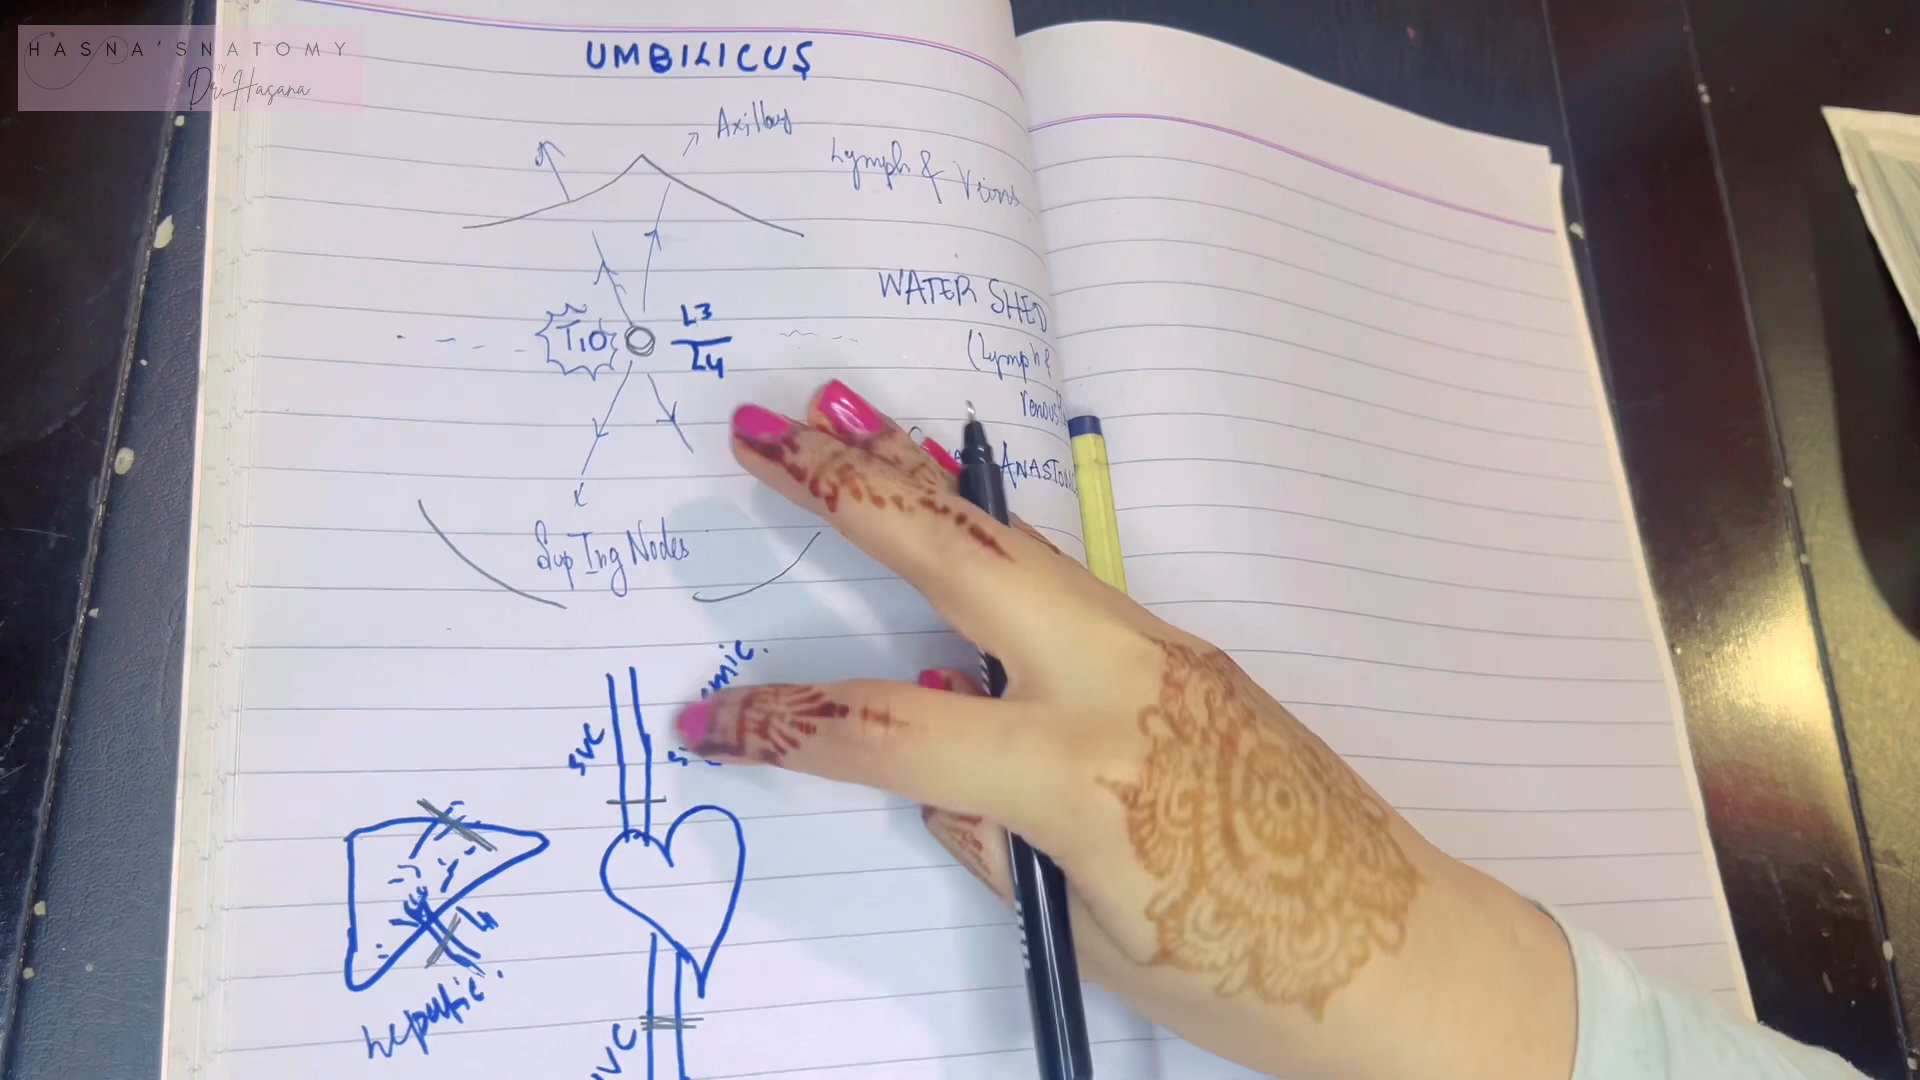 HASNA'SNATOMY
by
Dr.Hasana
UMBILICUS
Axillary
Lymph & Veins
WATER SHED
(Lymph &
Venous
T10
L3
L4
Sup Ing Nodes
SVC
hepatic.
IVC